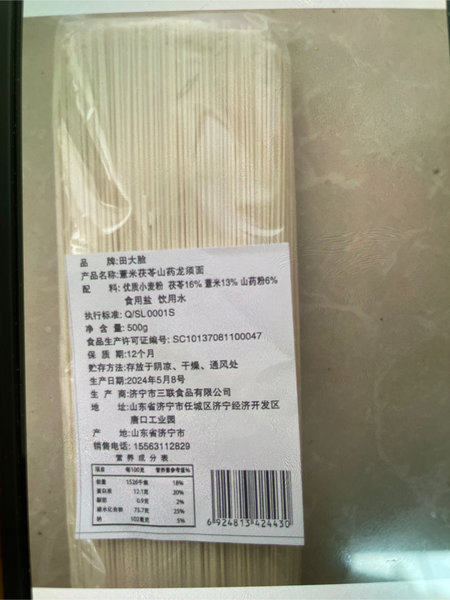 品 牌:田大脸
产品名称:薏米茯苓山药龙须面
配 料: 优质小麦粉 茯苓16% 薏米13% 山药粉6%
食用盐 饮用水
执行标准: Q/SL0001S
净 含 量: 500g
食品生产许可证编号: SC10137081100047
保 质 期:12个月
贮存方法:存放于阴凉、干燥、通风处
生产日期:2024年5月8号
生 产 商:济宁市三联食品有限公司
地 址:山东省济宁市任城区济宁经济开发区
唐口工业园
产 地:山东省济宁市
销售电话: 15563112829
营 养 成 分 表
项目 每100克 营养素参考值%
能量 1526千焦 18%
蛋白质 12.1克 20%
脂肪 0.9克 2%
碳水化合物 75.7克 25%
钠 102毫克 5%
6 924813 424430